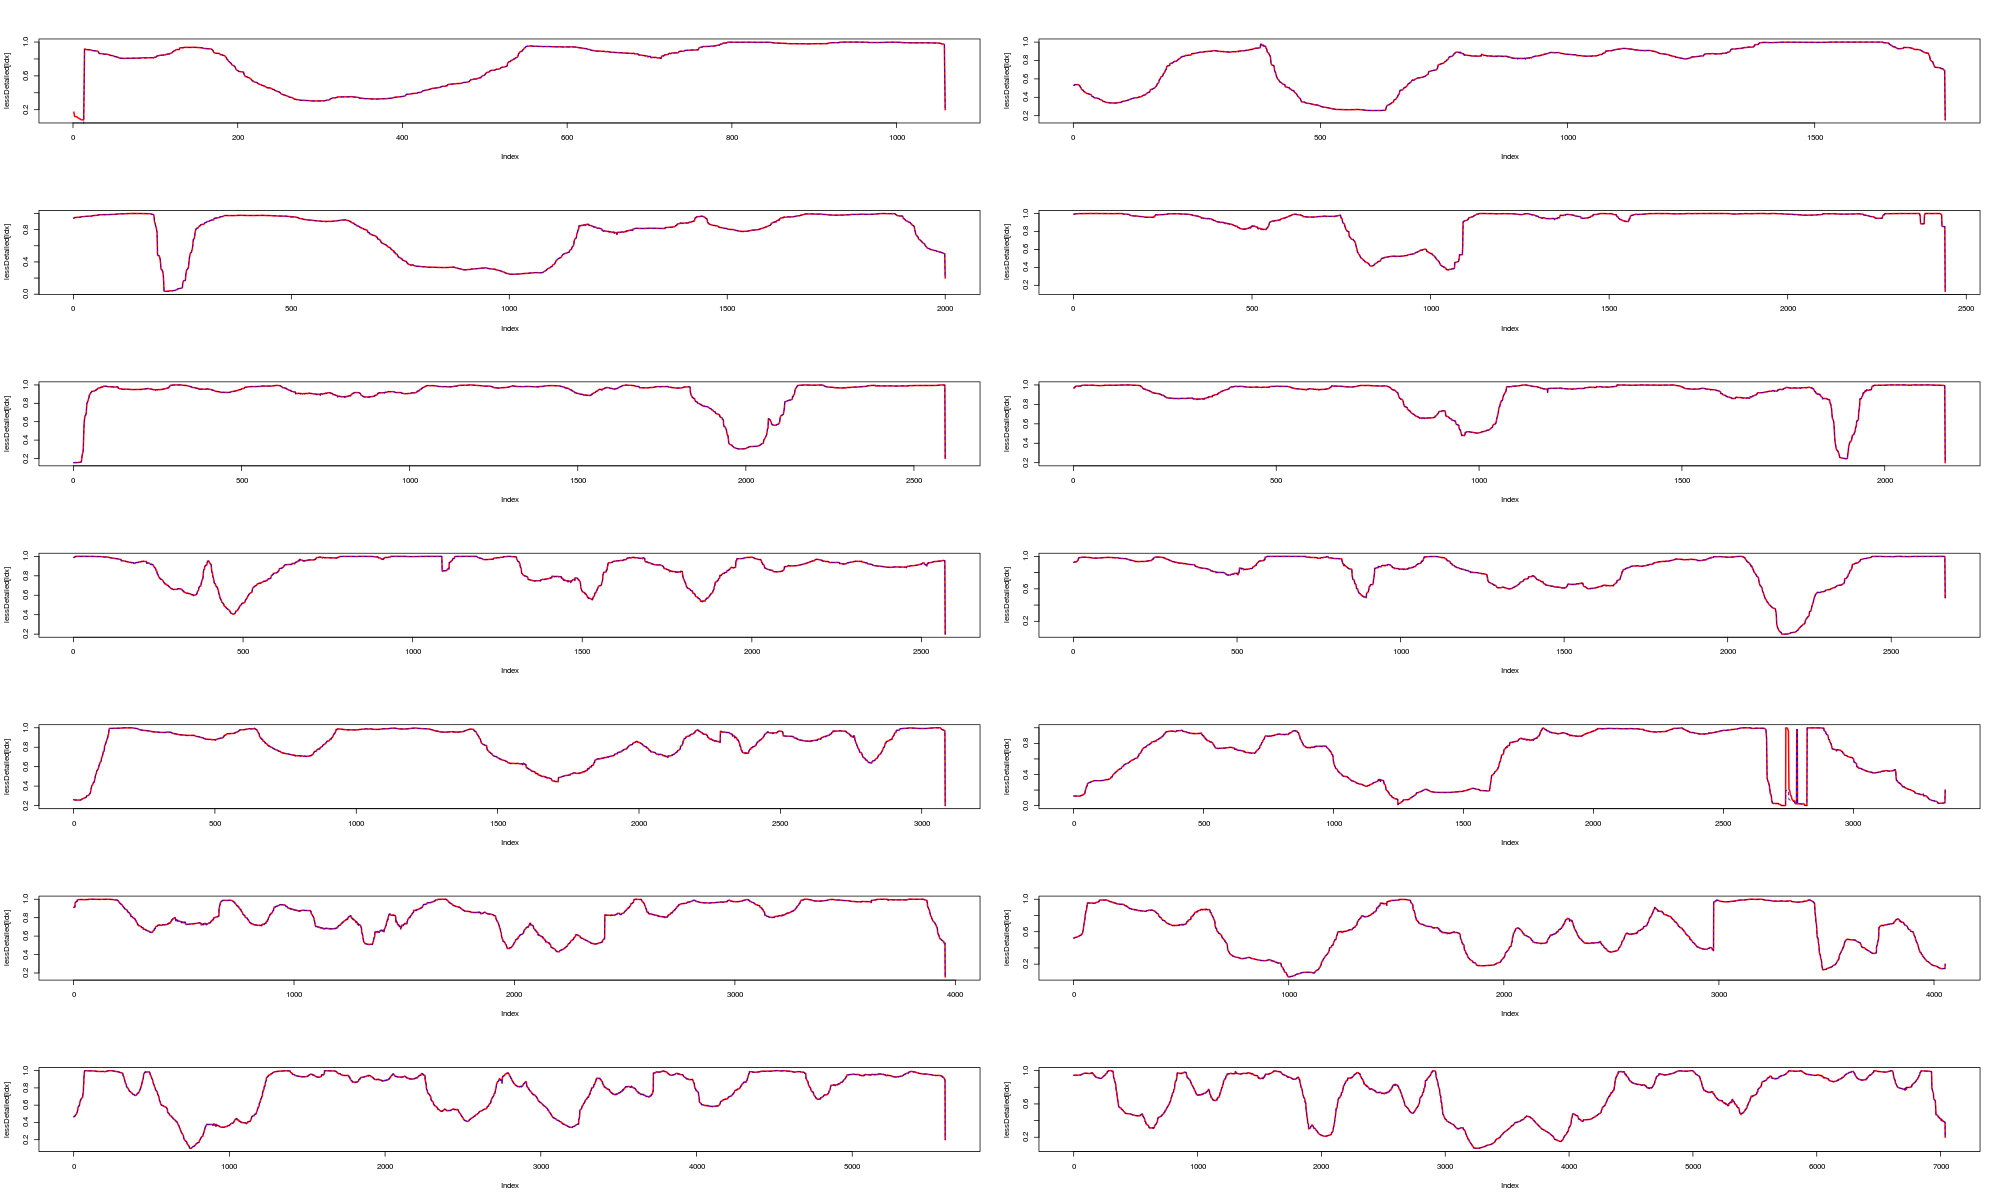 lessDetailed[idx]
0.2 0.6 1.0
0 200 400 600 800 1000
Index
lessDetailed[idx]
0.2 0.4 0.6 0.8 1.0
0 500 1000 1500
Index
lessDetailed[idx]
0.0 0.4 0.8
0 500 1000 1500 2000
Index
lessDetailed[idx]
0.2 0.4 0.6 0.8 1.0
0 500 1000 1500 2000 2500
Index
lessDetailed[idx]
0.2 0.4 0.6 0.8 1.0
0 500 1000 1500 2000 2500
Index
lessDetailed[idx]
0.2 0.4 0.6 0.8 1.0
0 500 1000 1500 2000
Index
lessDetailed[idx]
0.2 0.4 0.6 0.8 1.0
0 500 1000 1500 2000 2500
Index
lessDetailed[idx]
0.2 0.6 1.0
0 500 1000 1500 2000 2500
Index
lessDetailed[idx]
0.2 0.4 0.6 0.8 1.0
0 500 1000 1500 2000 2500 3000
Index
lessDetailed[idx]
0.0 0.4 0.8
0 500 1000 1500 2000 2500 3000
Index
lessDetailed[idx]
0.2 0.4 0.6 0.8 1.0
0 1000 2000 3000 4000
Index
lessDetailed[idx]
0.2 0.6 1.0
0 1000 2000 3000 4000
Index
lessDetailed[idx]
0.2 0.4 0.6 0.8 1.0
0 1000 2000 3000 4000 5000
Index
lessDetailed[idx]
0.2 0.6 1.0
0 1000 2000 3000 4000 5000 6000 7000
Index